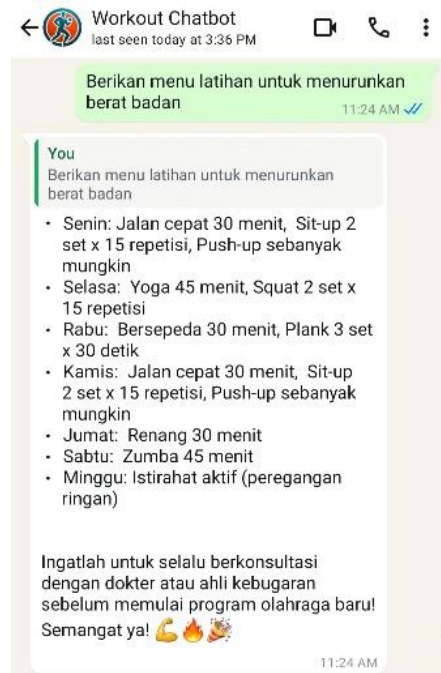 Workout Chatbot
last seen today at 3:36 PM
Berikan menu latihan untuk menurunkan
berat badan
11:24 AM
You
Berikan menu latihan untuk menurunkan
berat badan
• Senin: Jalan cepat 30 menit, Sit-up 2
set x 15 repetisi, Push-up sebanyak
mungkin
• Selasa: Yoga 45 menit, Squat 2 set x
15 repetisi
• Rabu: Bersepeda 30 menit, Plank 3 set
x 30 detik
• Kamis: Jalan cepat 30 menit, Sit-up
2 set x 15 repetisi, Push-up sebanyak
mungkin
• Jumat: Renang 30 menit
• Sabtu: Zumba 45 menit
• Minggu: Istirahat aktif (peregangan
ringan)
Ingatlah untuk selalu berkonsultasi
dengan dokter atau ahli kebugaran
sebelum memulai program olahraga baru!
Semangat ya! 💪🔥🎉
11:24 AM